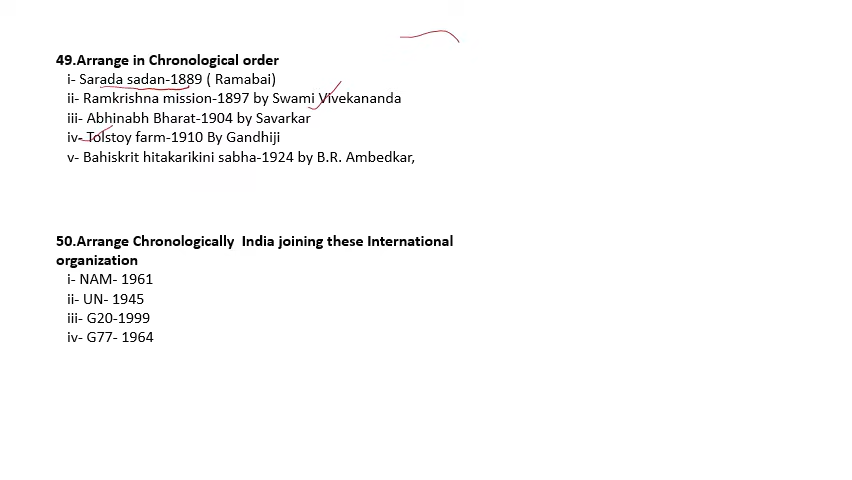 49.Arrange in Chronological order
i- Sarada sadan-1889 ( Ramabai)
ii- Ramkrishna mission-1897 by Swami Vivekananda
iii- Abhinabh Bharat-1904 by Savarkar
iv- Tolstoy farm-1910 By Gandhiji
v- Bahiskrit hitakarikini sabha-1924 by B.R. Ambedkar,
50.Arrange Chronologically India joining these International
organization
i- NAM- 1961
ii- UN- 1945
iii- G20-1999
iv- G77- 1964